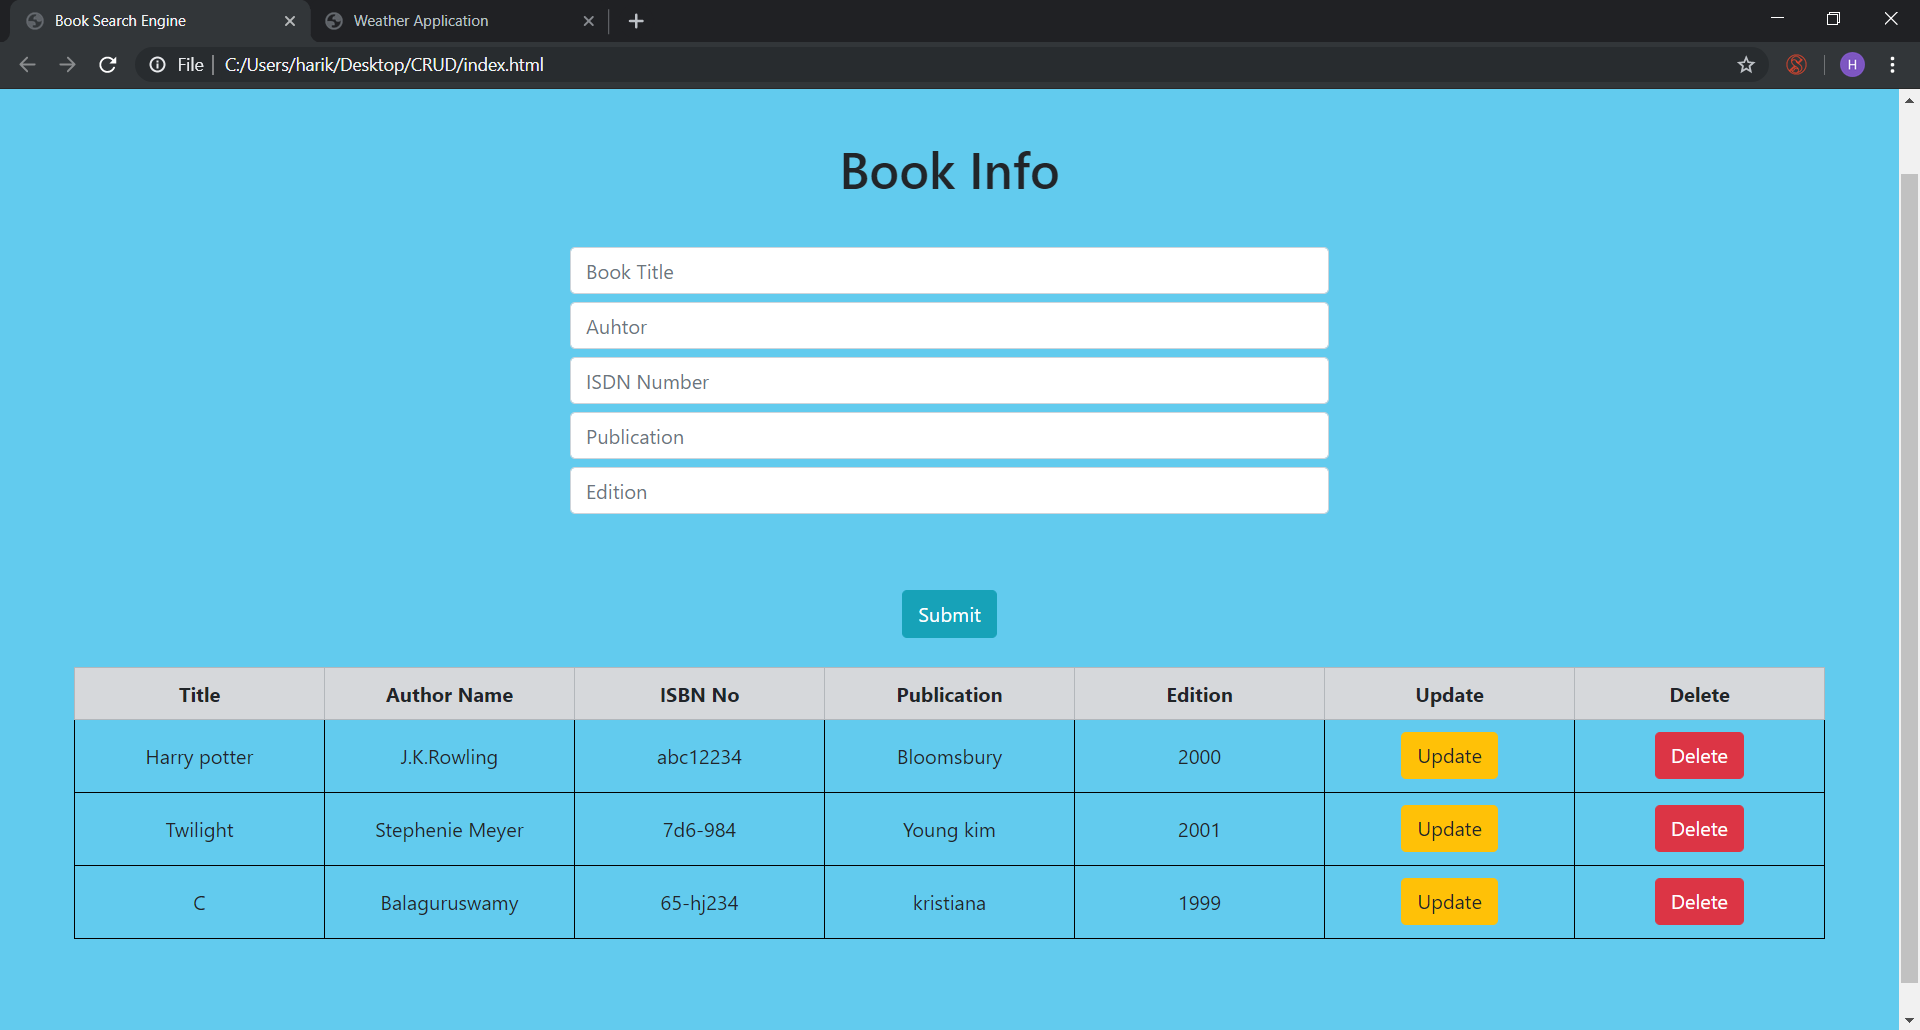 Book Search Engine
Weather Application
File
C:/Users/harik/Desktop/CRUD/index.html
H
Book Info
Book Title
Auhtor
ISDN Number
Publication
Edition
Submit
Title Author Name ISBN No Publication Edition Update Delete
Harry potter J.K.Rowling abc12234 Bloomsbury 2000 Update Delete
Twilight Stephenie Meyer 7d6-984 Young kim 2001 Update Delete
C Balaguruswamy 65-hj234 kristiana 1999 Update Delete